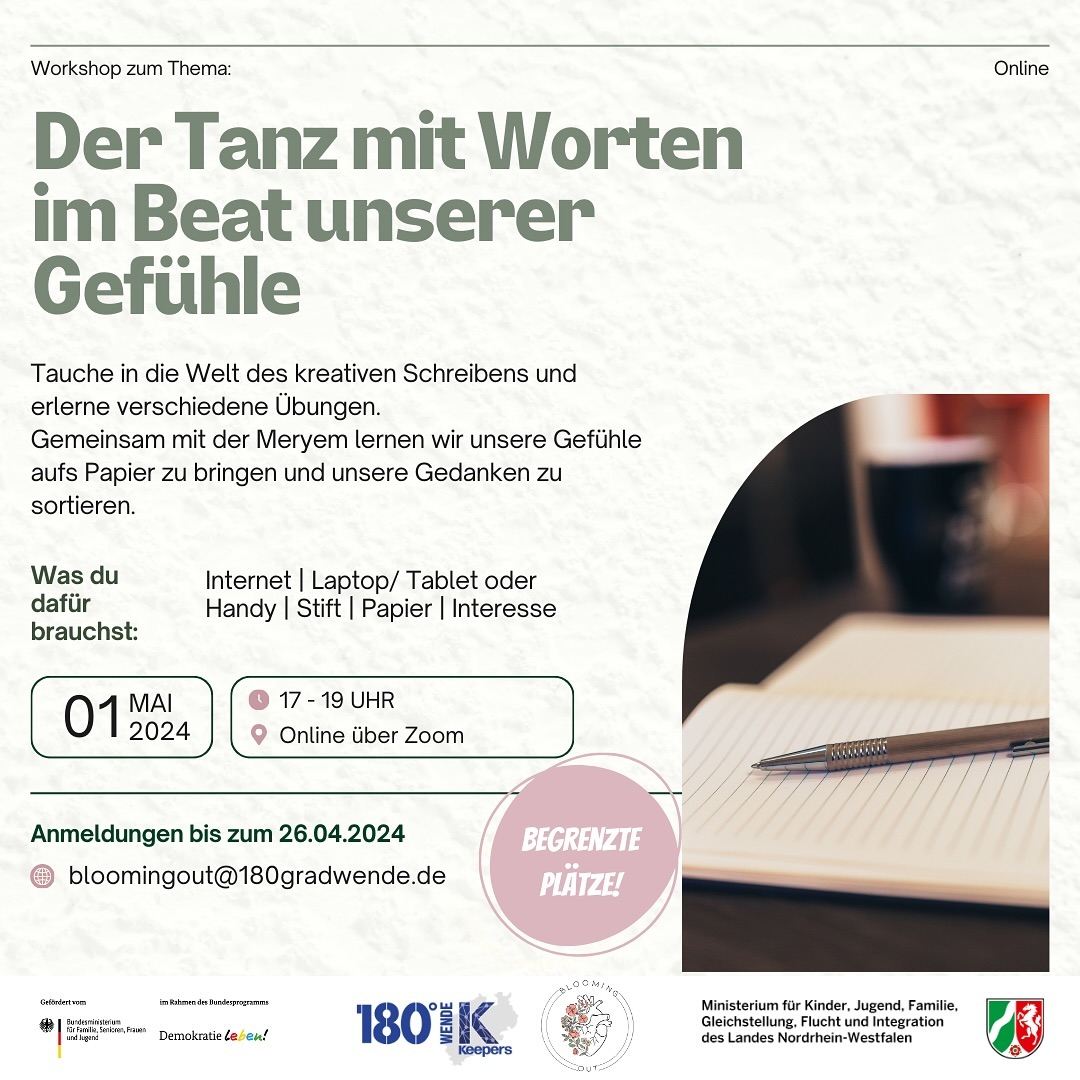 Workshop zum Thema:
Online
Der Tanz mit Worten
im Beat unserer
Gefühle
Tauche in die Welt des kreativen Schreibens und
erlerne verschiedene Übungen.
Gemeinsam mit der Meryem lernen wir unsere Gefühle
aufs Papier zu bringen und unsere Gedanken zu
sortieren.
Was du
dafür
brauchst:
Internet | Laptop/ Tablet oder
Handy | Stift | Papier | Interesse
01
MAI
2024
17 - 19 UHR
Online über Zoom
Anmeldungen bis zum 26.04.2024
bloomingout@180gradwende.de
BEGRENZTE
PLÄTZE!
Gefördert vom
Bundesministerium
für Familie, Senioren, Frauen
und Jugend
im Rahmen des Bundesprogramms
Demokratie leben!
180°
WENDE
K
Keepers
BLOOMING
OUT
Ministerium für Kinder, Jugend, Familie,
Gleichstellung, Flucht und Integration
des Landes Nordrhein-Westfalen